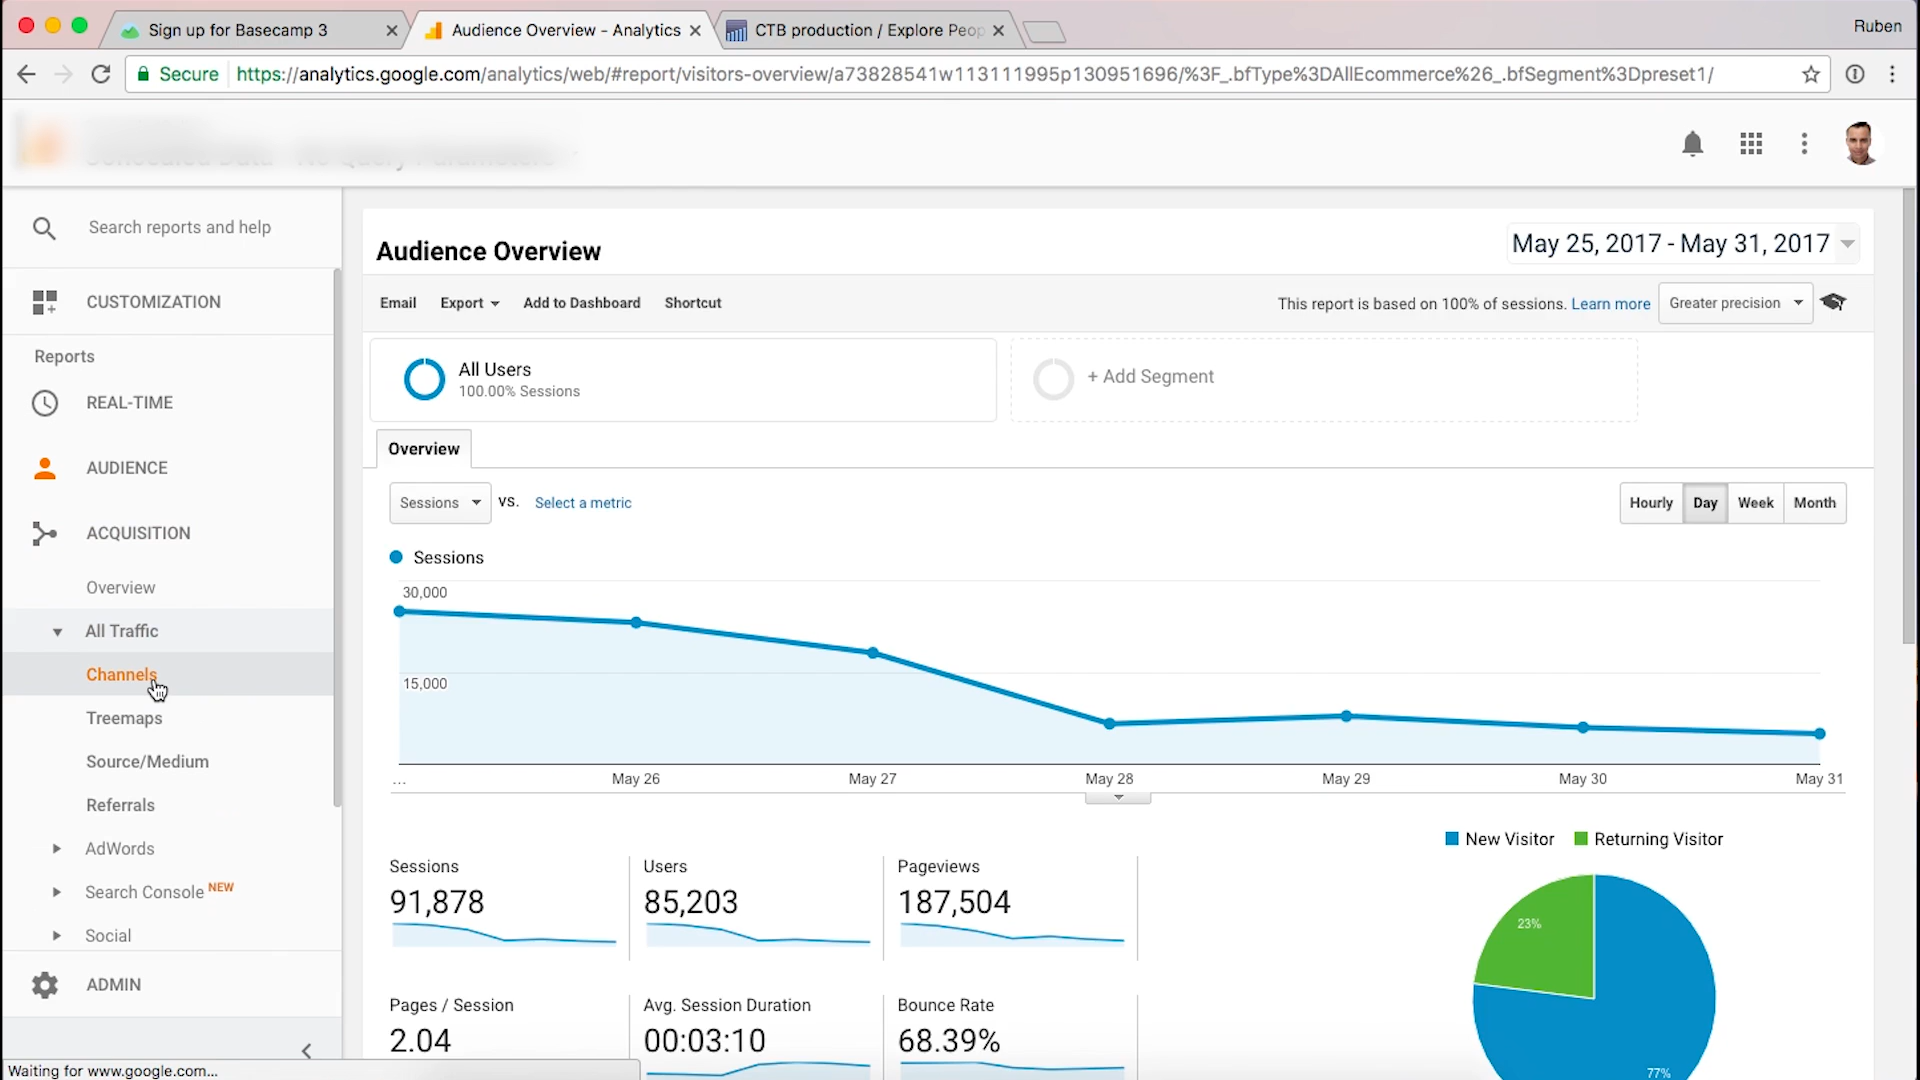 Sign up for Basecamp 3
Audience Overview - Analytics
CTB production / Explore Peop
Ruben
Secure
https://analytics.google.com/analytics/web/#report/visitors-overview/a73828541w113111995p130951696/%3F_.bfType%3DAllEcommerce%26_.bfSegment%3Dpreset1/
Search reports and help
CUSTOMIZATION
Reports
REAL-TIME
AUDIENCE
ACQUISITION
Overview
All Traffic
Channels
Treemaps
Source/Medium
Referrals
AdWords
Search Console NEW
Social
ADMIN
Waiting for www.google.com...
Audience Overview
May 25, 2017 - May 31, 2017
Email Export Add to Dashboard Shortcut
This report is based on 100% of sessions. Learn more Greater precision
All Users
100.00% Sessions
+ Add Segment
Overview
Sessions VS. Select a metric
Hourly Day Week Month
Sessions
30,000
15,000
... May 26 May 27 May 28 May 29 May 30 May 31
New Visitor Returning Visitor
23%
77%
Sessions
91,878
Users
85,203
Pageviews
187,504
Pages / Session
2.04
Avg. Session Duration
00:03:10
Bounce Rate
68.39%